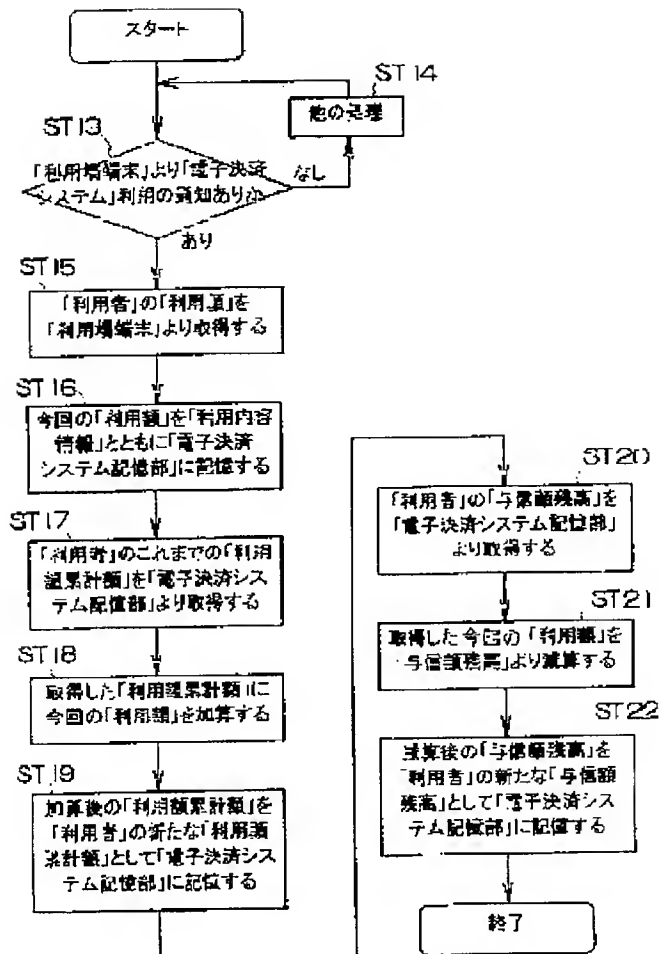 スタート
ST14
他の処理
ST13
「利用場端末」より「電子決済
システム」利用の通知ありか
なし
あり
ST15
「利用者」の「利用額」を
「利用場端末」より取得する
ST16
今回の「利用額」を「利用内容
情報」とともに「電子決済
システム記憶部」に記憶する
ST17
「利用者」のこれまでの「利用
額累計額」を「電子決済シス
テム記憶部」より取得する
ST18
取得した「利用額累計額」に
今回の「利用額」を加算する
ST19
加算後の「利用額累計額」を
「利用者」の新たな「利用額
累計額」として「電子決済シス
テム記憶部」に記憶する
ST20
「利用者」の「与信額残高」を
「電子決済システム記憶部」
より取得する
ST21
取得した今回の「利用額」を
「与信額残高」より減算する
ST22
減算後の「与信額残高」を
「利用者」の新たな「与信額
残高」として「電子決済シス
テム記憶部」に記憶する
終了